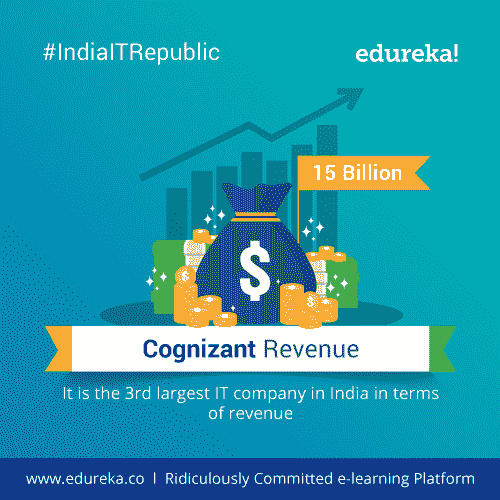 #IndiaITRepublic
edureka!
15 Billion
$
$
$
Cognizant Revenue
It is the 3rd largest IT company in India in terms
of revenue
www.edureka.co | Ridiculously Committed e-learning Platform